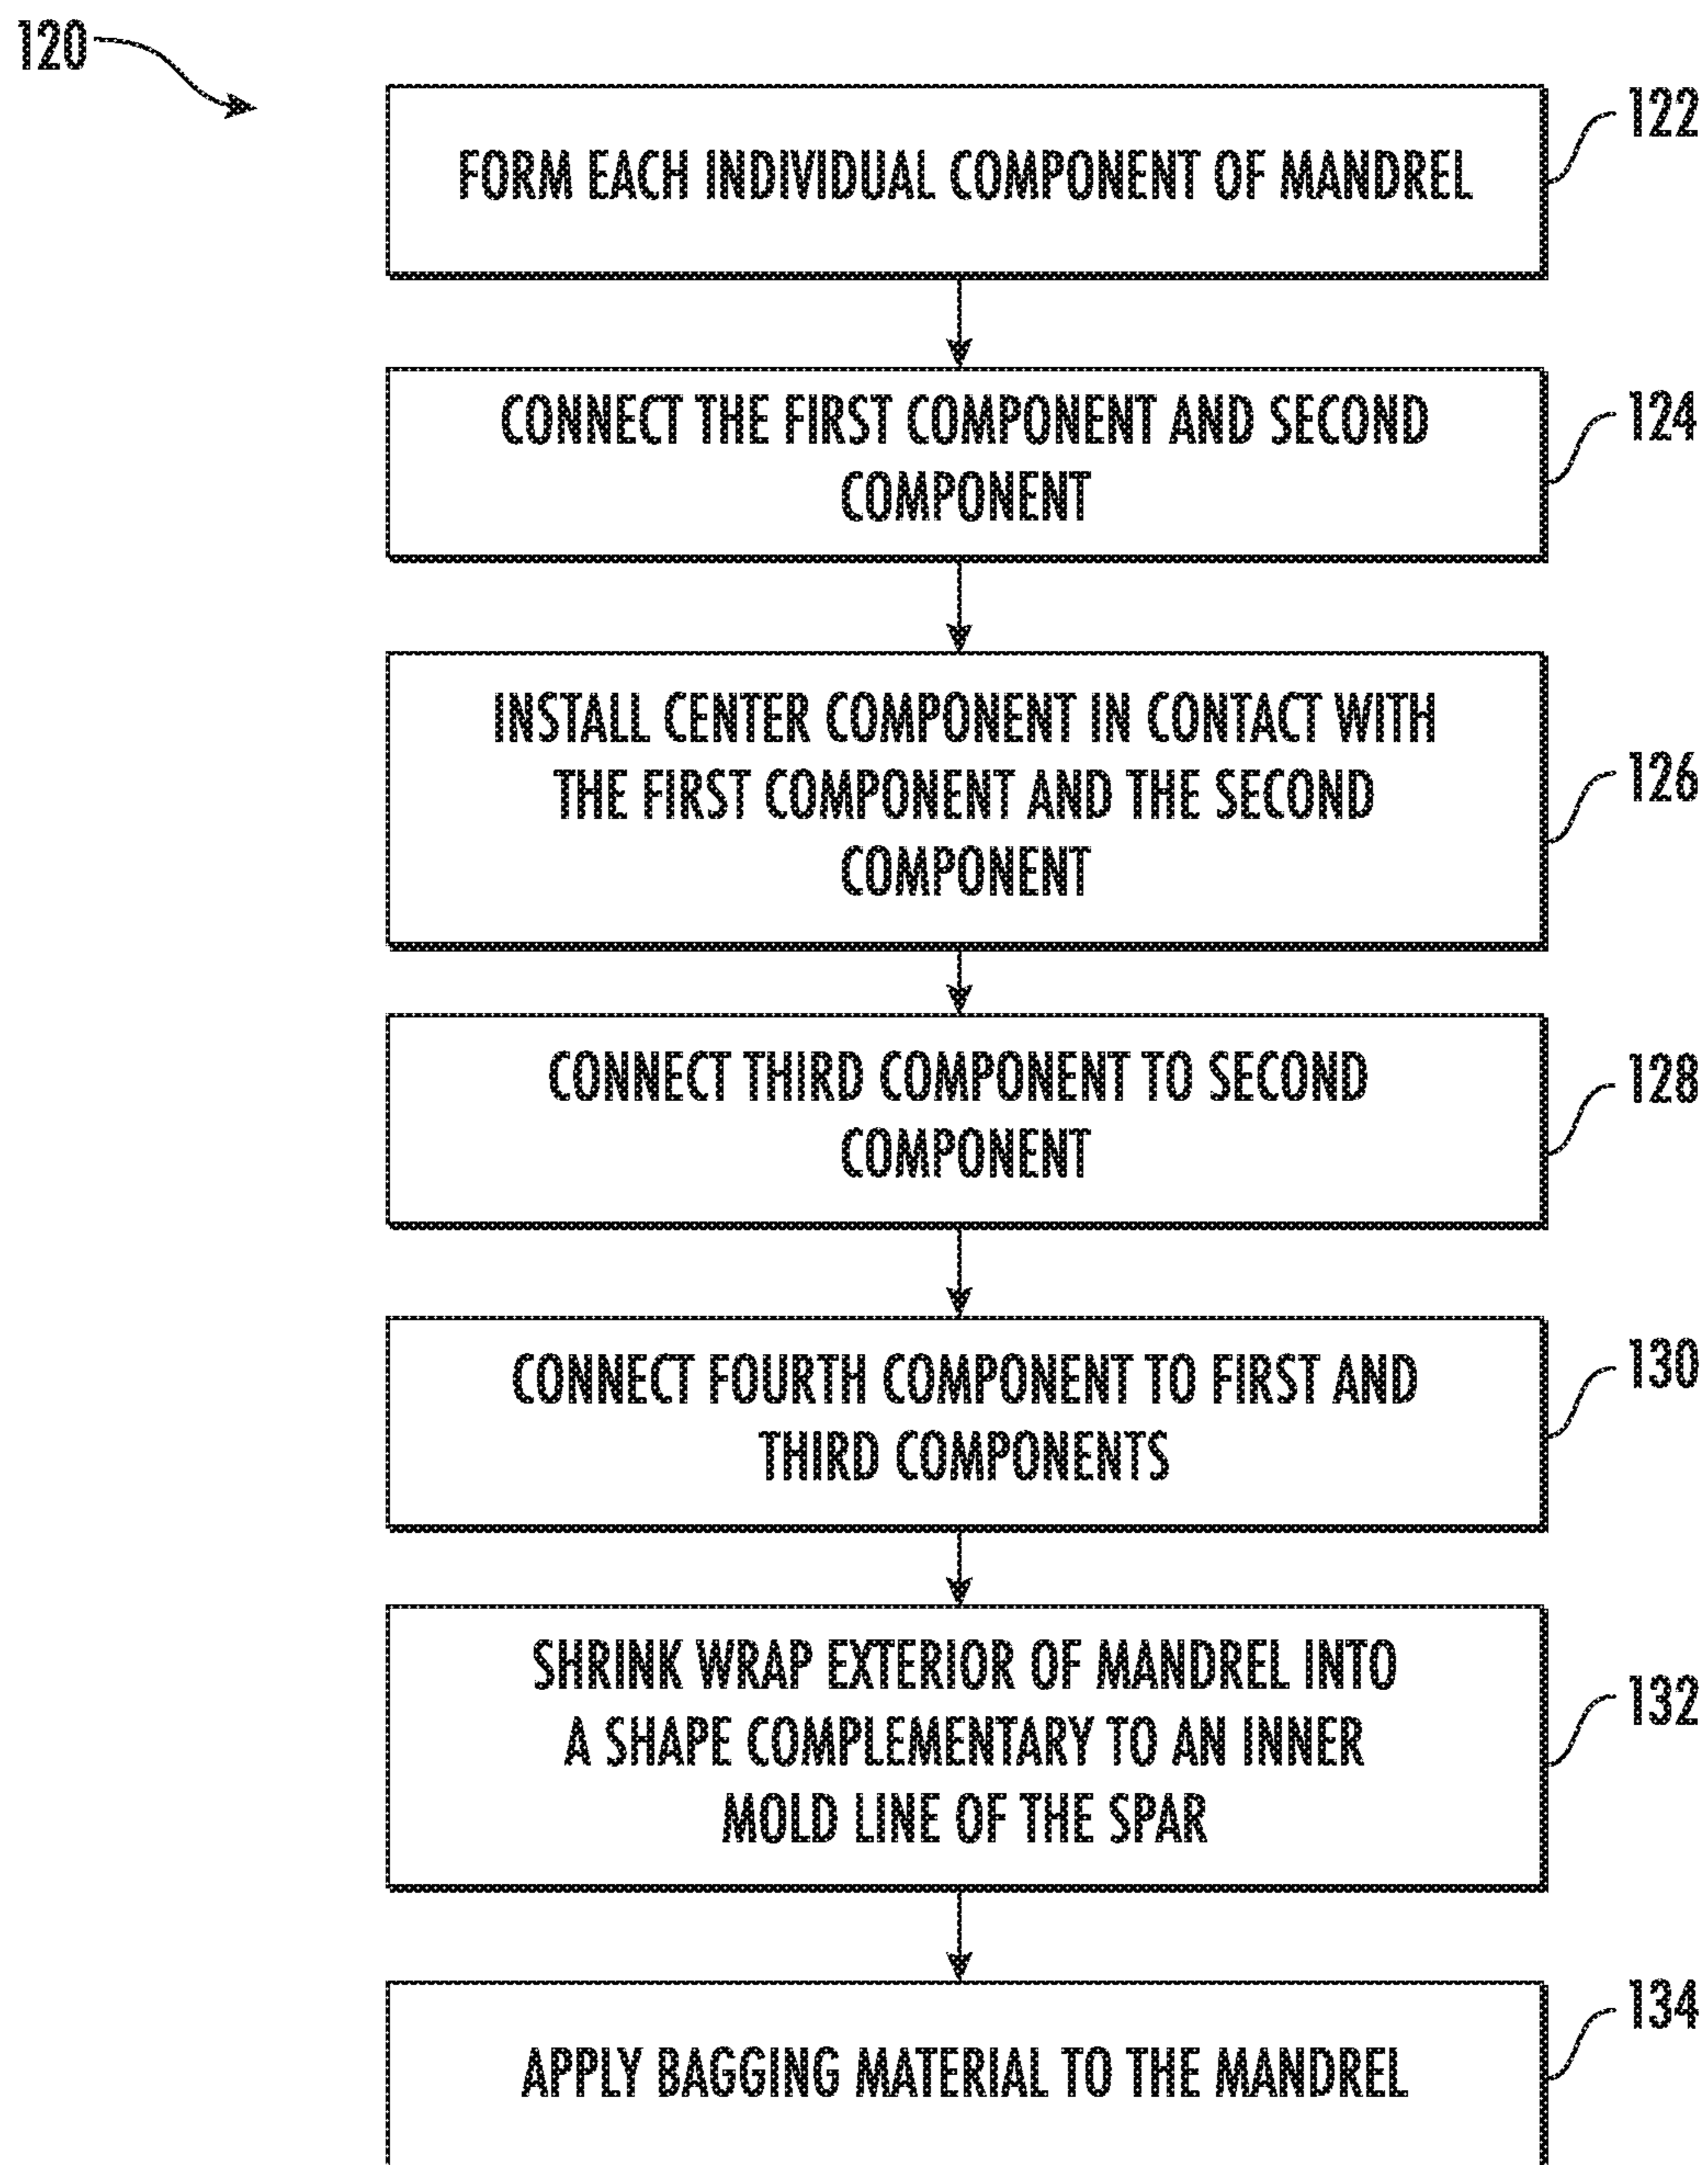 120
122
FORM EACH INDIVIDUAL COMPONENT OF MANDREL
124
CONNECT THE FIRST COMPONENT AND SECOND
COMPONENT
126
INSTALL CENTER COMPONENT IN CONTACT WITH
THE FIRST COMPONENT AND THE SECOND
COMPONENT
128
CONNECT THIRD COMPONENT TO SECOND
COMPONENT
130
CONNECT FOURTH COMPONENT TO FIRST AND
THIRD COMPONENTS
132
SHRINK WRAP EXTERIOR OF MANDREL INTO
A SHAPE COMPLEMENTARY TO AN INNER
MOLD LINE OF THE SPAR
134
APPLY BAGGING MATERIAL TO THE MANDREL